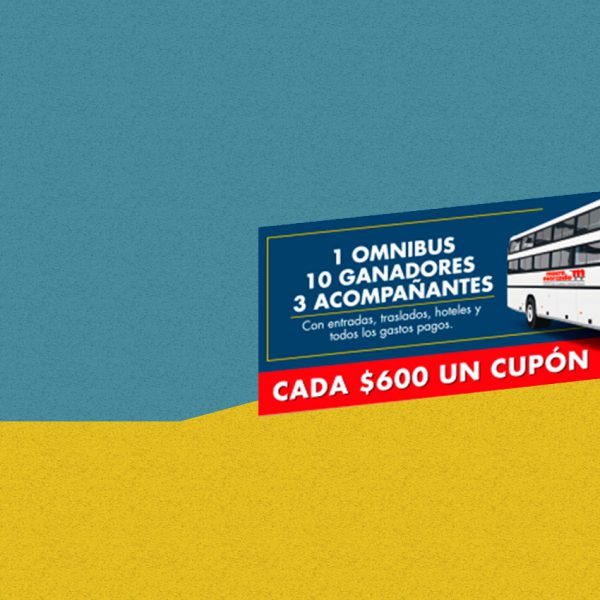 1 OMNIBUS
10 GANADORES
3 ACOMPAÑANTES
Con entradas, traslados, hoteles y
todos los gastos pagos.
CADA $600 UN CUPÓN